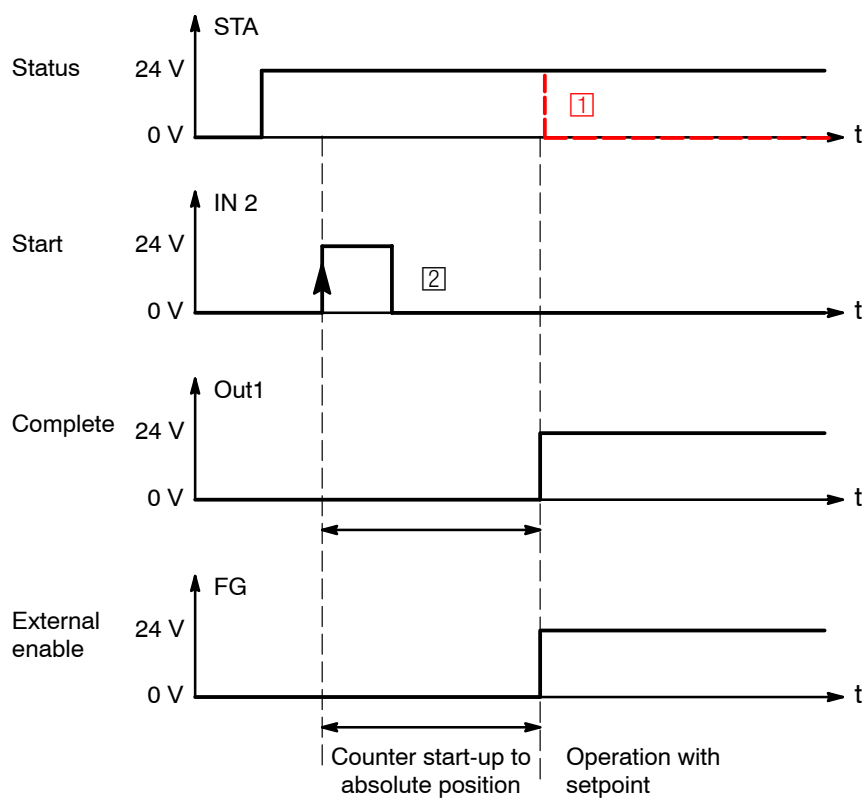 STA
Status
24 V
1
0 V
t
IN 2
Start
24 V
2
0 V
t
Out1
Complete
24 V
0 V
t
FG
External
enable
24 V
0 V
t
Counter start-up to
absolute position
Operation with
setpoint